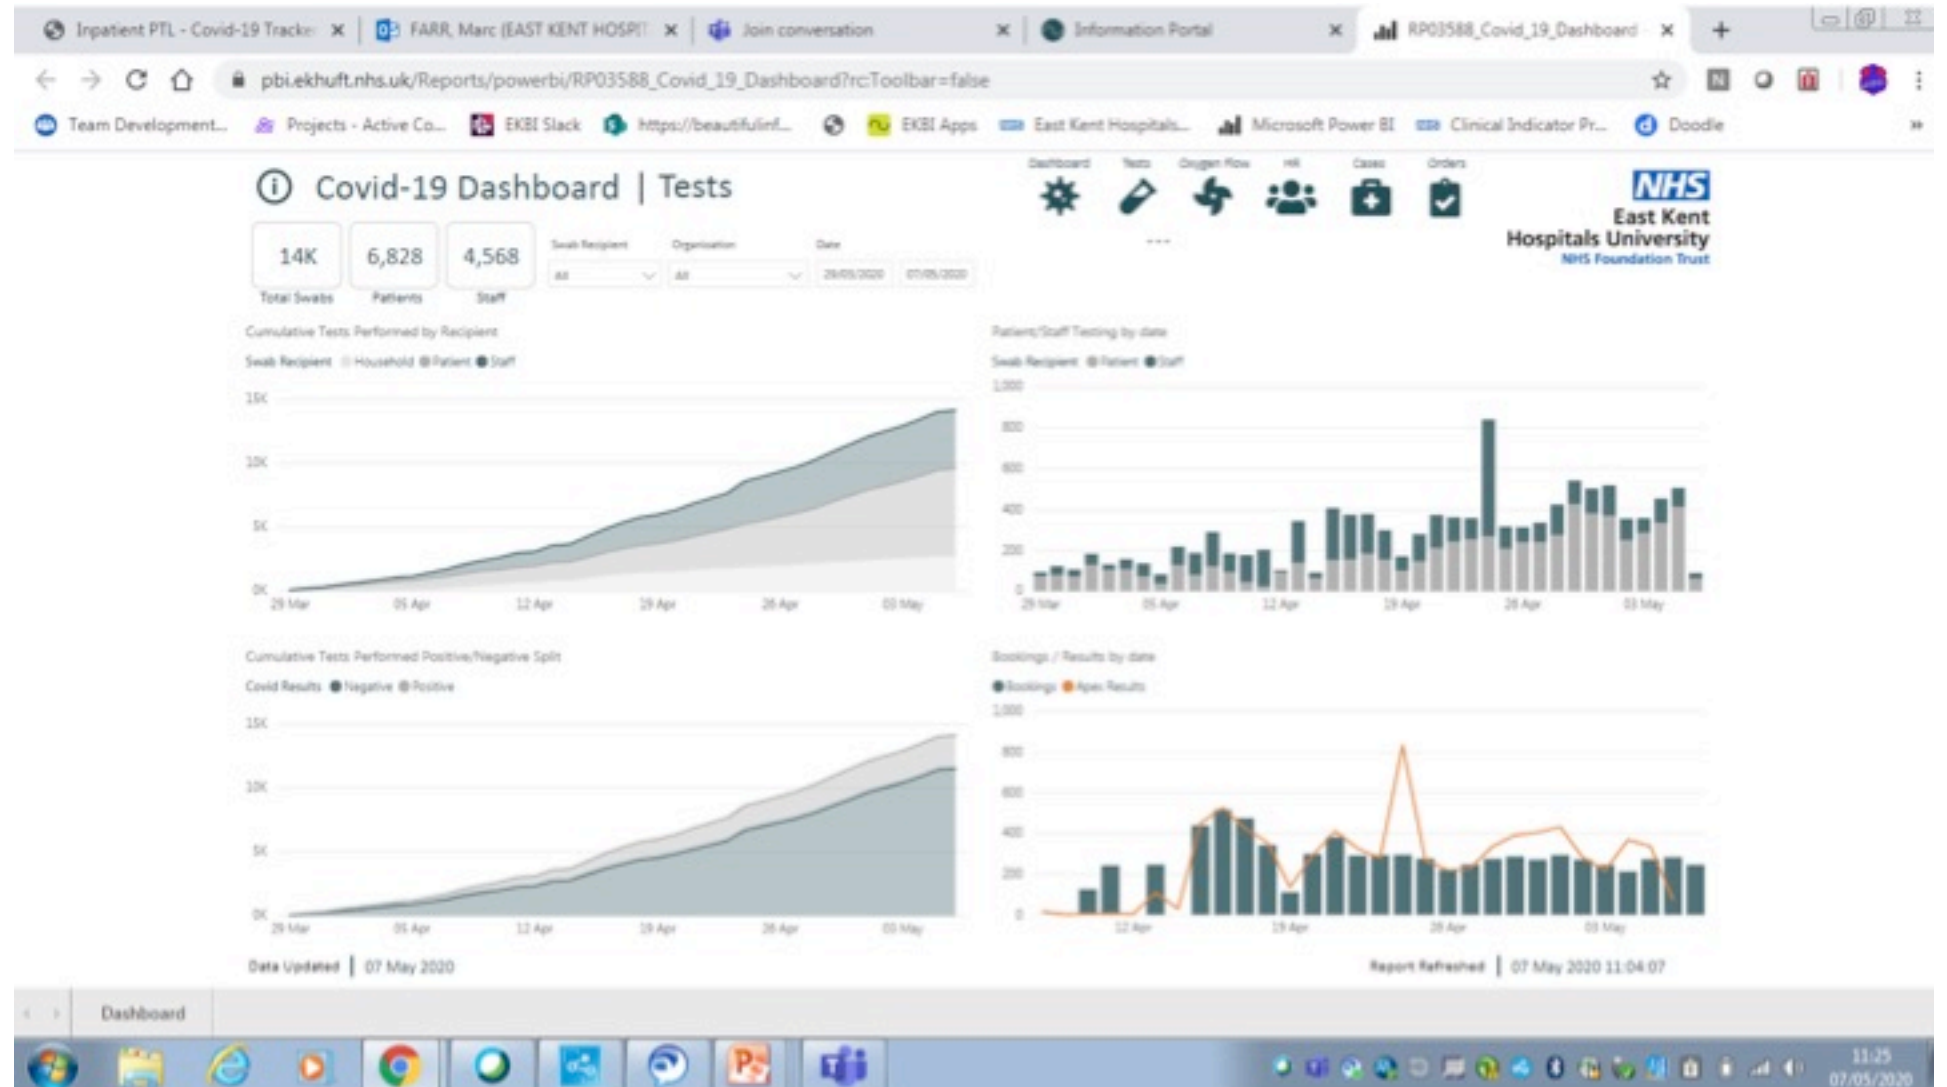 Inpatient PTL - Covid-19 Tracker
FARR, Marc (EAST KENT HOSPIT
Join conversation
Information Portal
RP03588_Covid_19_Dashboard -
pbi.ekhuft.nhs.uk/Reports/powerbi/RP03588_Covid_19_Dashboard?rc:Toolbar=false
Team Development...
Projects - Active Co...
EKBI Slack
https://beautifulinf...
EKBI Apps
East Kent Hospitals...
Microsoft Power BI
Clinical Indicator Pr...
Doodle
Covid-19 Dashboard | Tests
Dashboard Tests Oxygen Flow HR Cases Orders
NHS
East Kent
Hospitals University
NHS Foundation Trust
14K 6,828 4,568
Total Swabs Patients Staff
Swab Recipient Organisation Date
All All 29/03/2020 07/05/2020
Cumulative Tests Performed by Recipient
Swab Recipient Household Patient Staff
15K
10K
5K
0K
29 Mar 05 Apr 12 Apr 19 Apr 26 Apr 03 May
Patient/Staff Testing by date
Swab Recipient Patient Staff
1,000
800
600
400
200
0
29 Mar 05 Apr 12 Apr 19 Apr 26 Apr 03 May
Cumulative Tests Performed Positive/Negative Split
Covid Results Negative Positive
15K
10K
5K
0K
29 Mar 05 Apr 12 Apr 19 Apr 26 Apr 03 May
Bookings / Results by date
Bookings Apex Results
1,000
800
600
400
200
0
12 Apr 19 Apr 26 Apr 03 May
Data Updated | 07 May 2020
Report Refreshed | 07 May 2020 11:04:07
Dashboard
11:25
07/05/2020